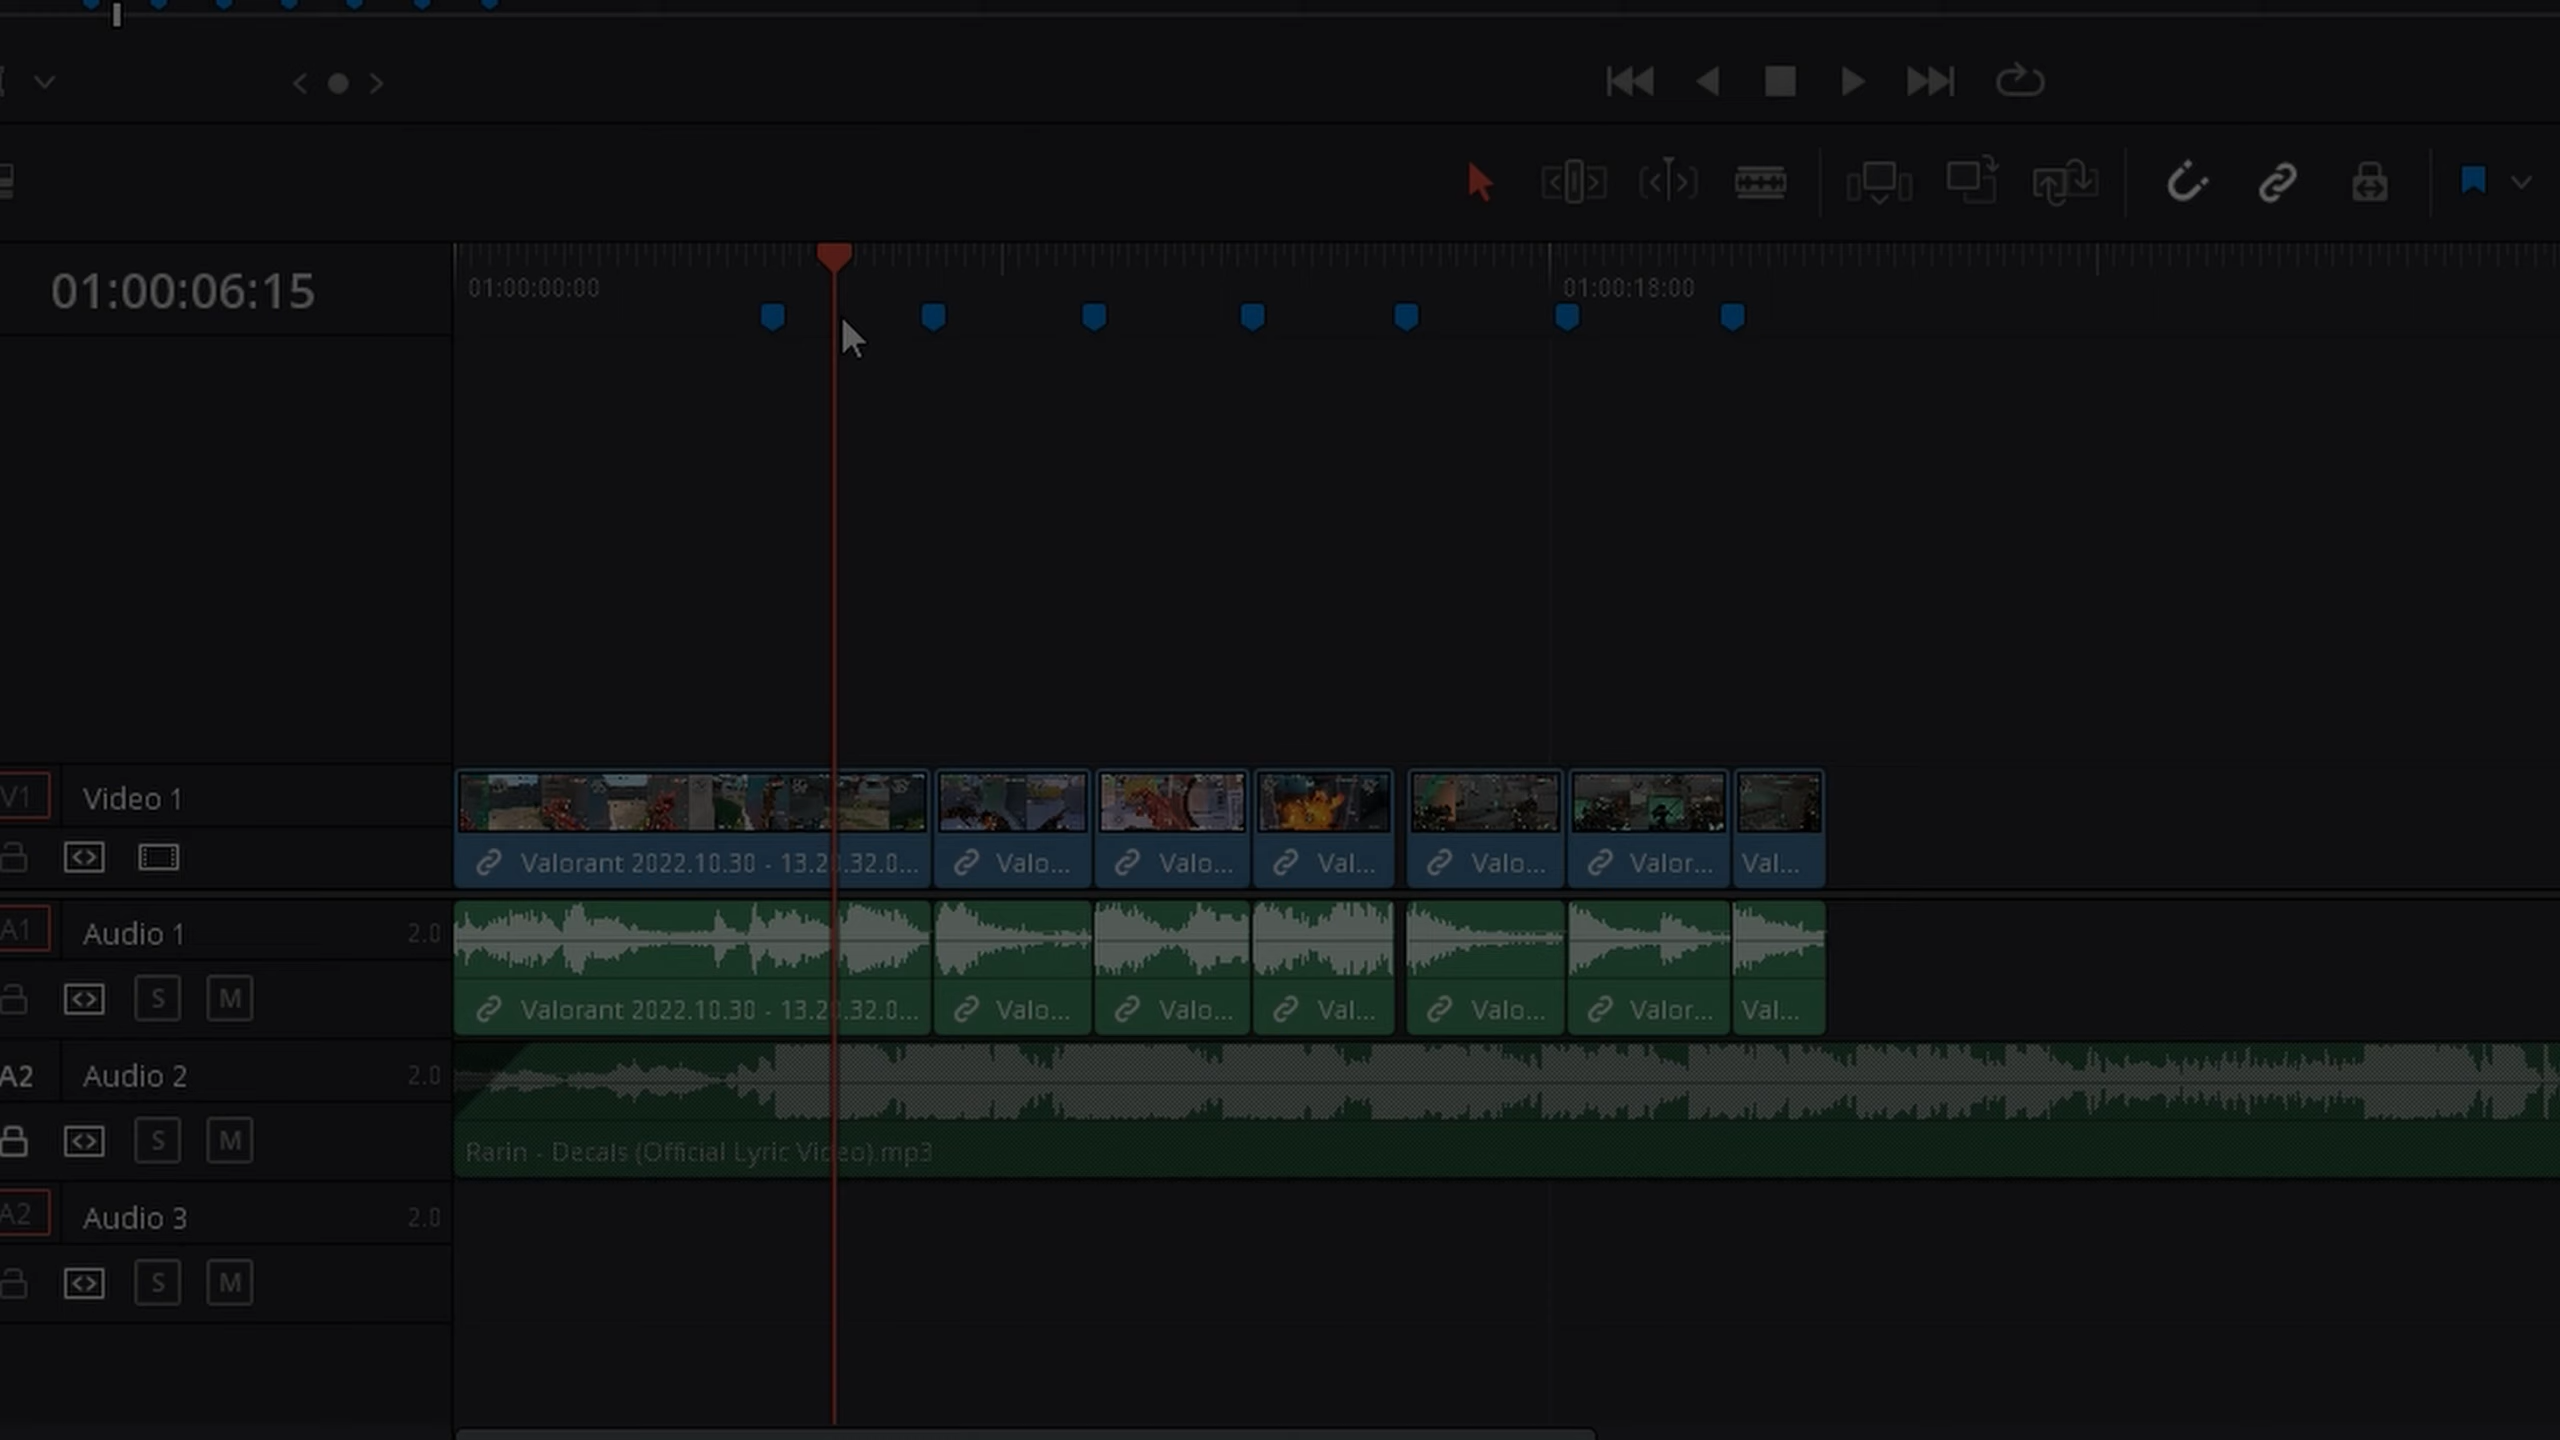 01:00:06:15
01:00:00:00
01:00:18:00
V1
Video 1
Valorant 2022.10.30 - 13.20.32.0...
Valo...
Valo...
Val...
Valo...
Valor...
Val...
A1
Audio 1
2.0
S
M
Valorant 2022.10.30 - 13.20.32.0...
Valo...
Valo...
Val...
Valo...
Valor...
Val...
A2
Audio 2
2.0
S
M
Rarin - Decals (Official Lyric Video).mp3
A2
Audio 3
2.0
S
M